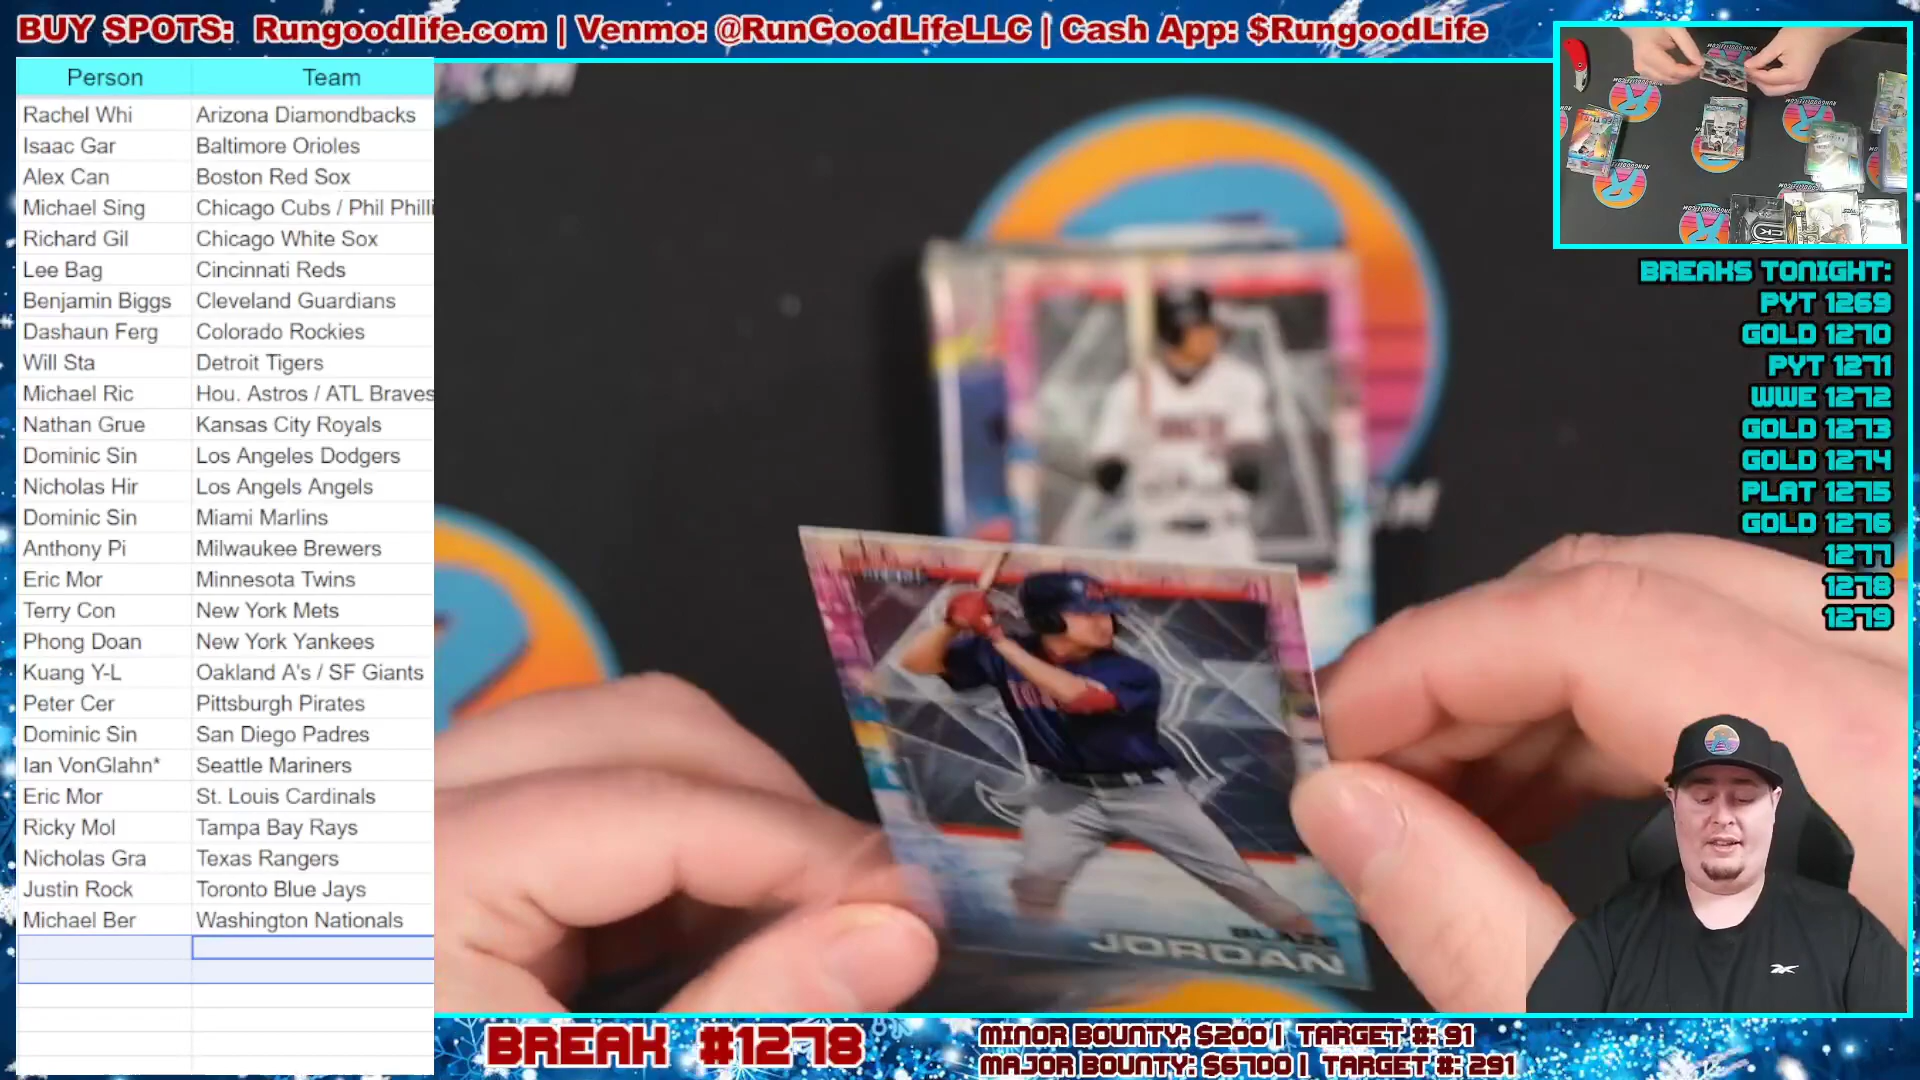 BUY SPOTS: Rungoodlife.com | Venmo: @RunGoodLifeLLC | Cash App: $RungoodLife
Person Team
Rachel Whi Arizona Diamondbacks
Isaac Gar Baltimore Orioles
Alex Can Boston Red Sox
Michael Sing Chicago Cubs / Phil Philli
Richard Gil Chicago White Sox
Lee Bag Cincinnati Reds
Benjamin Biggs Cleveland Guardians
Dashaun Ferg Colorado Rockies
Will Sta Detroit Tigers
Michael Ric Hou. Astros / ATL Braves
Nathan Grue Kansas City Royals
Dominic Sin Los Angeles Dodgers
Nicholas Hir Los Angels Angels
Dominic Sin Miami Marlins
Anthony Pi Milwaukee Brewers
Eric Mor Minnesota Twins
Terry Con New York Mets
Phong Doan New York Yankees
Kuang Y-L Oakland A's / SF Giants
Peter Cer Pittsburgh Pirates
Dominic Sin San Diego Padres
Ian VonGlahn* Seattle Mariners
Eric Mor St. Louis Cardinals
Ricky Mol Tampa Bay Rays
Nicholas Gra Texas Rangers
Justin Rock Toronto Blue Jays
Michael Ber Washington Nationals
BLAZE
JORDAN
BREAKS TONIGHT:
PYT 1269
GOLD 1270
PYT 1271
WWE 1272
GOLD 1273
GOLD 1274
PLAT 1275
GOLD 1276
1277
1278
1279
BREAK #1278
MINOR BOUNTY: $200 | TARGET #: 91
MAJOR BOUNTY: $6700 | TARGET #: 291